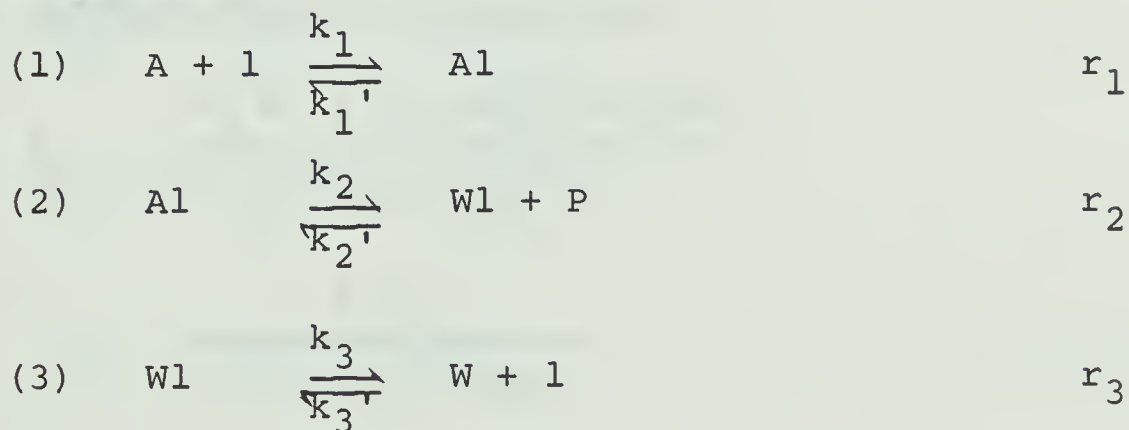 (1) A + l k₁ ⇌ k₁' Al r₁
(2) Al k₂ ⇌ k₂' Wl + P r₂
(3) Wl k₃ ⇌ k₃' W + l r₃